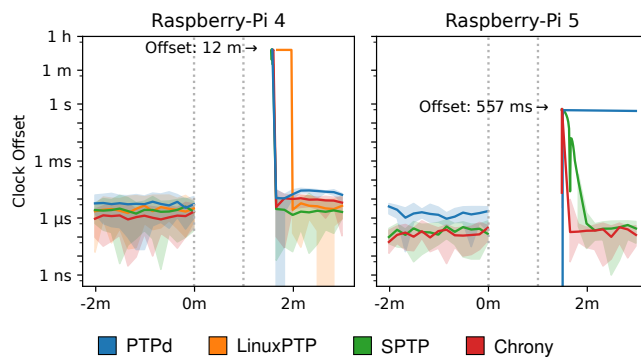 Raspberry-Pi 4
Raspberry-Pi 5
Clock Offset
1 h
1 m
1 s
1 ms
1 µs
1 ns
Offset: 12 m→
Offset: 557 ms→
-2m
0m
2m
-2m
0m
2m
PTPd
LinuxPTP
SPTP
Chrony